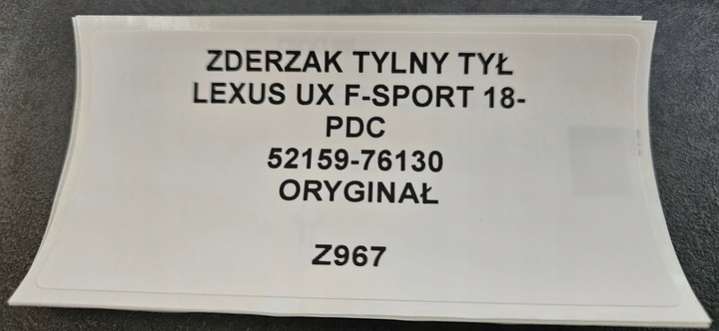 ZDERZAK TYLNY TYŁ
LEXUS UX F-SPORT 18-
PDC
52159-76130
ORYGINAŁ
Z967